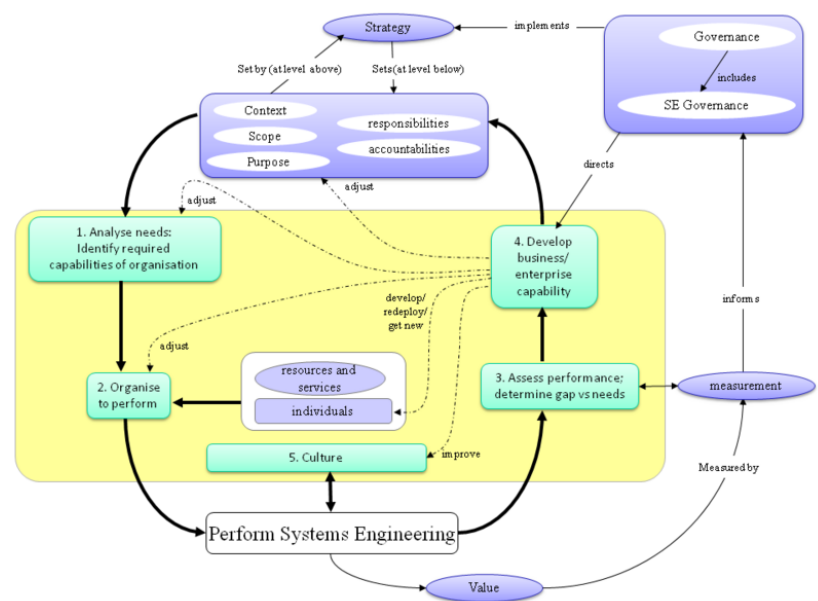 Strategy
implements
Governance
includes
SE Governance
Set by (at level above)
Sets(at level below)
Context
Scope
Purpose
responsibilities
accountabilities
directs
adjust
adjust
1. Analyse needs:
Identify required
capabilities of organisation
4. Develop
business/
enterprise
capability
develop/
redeploy/
get new
informs
adjust
2. Organise
to perform
resources and
services
individuals
3. Assess performance;
determine gap vs needs
measurement
5. Culture
improve
Measured by
Perform Systems Engineering
Value